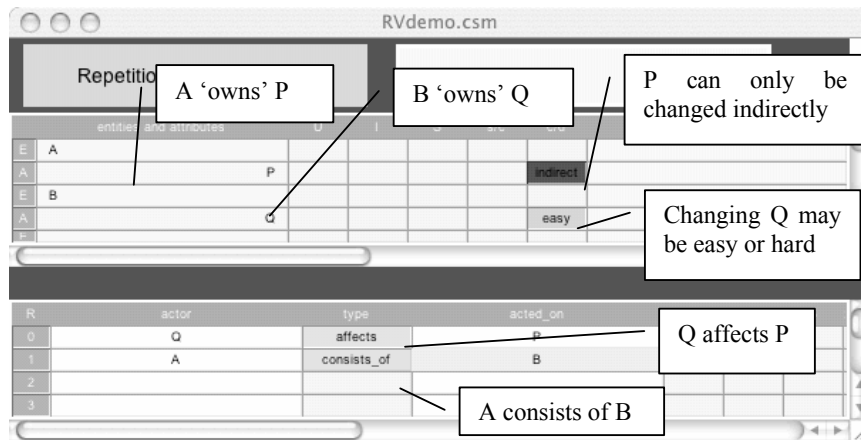 RVdemo.csm
Repetitio
A ‘owns’ P
B ‘owns’ Q
P can only be
changed indirectly
entities and attributes U I
E A
A P indirect
E B
A Q easy
E
Changing Q may
be easy or hard
R actor type acted_on
0 Q affects P
1 A consists_of B
2
3
Q affects P
A consists of B